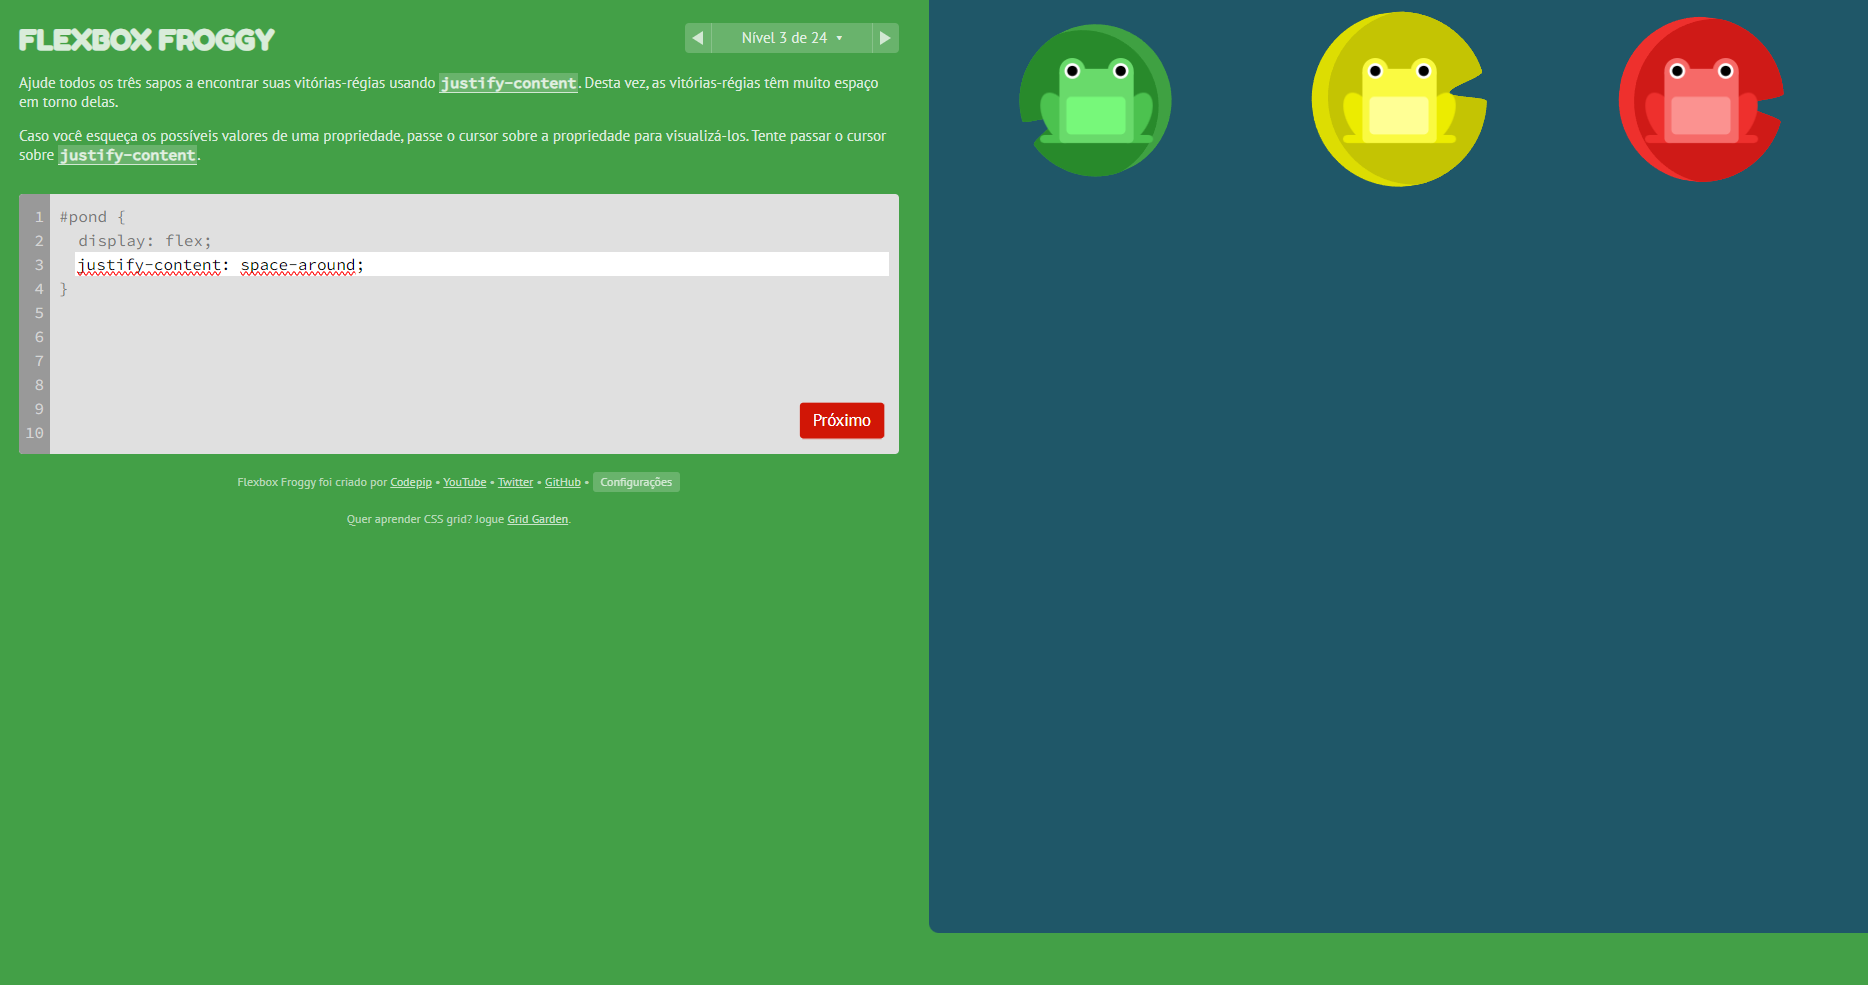 FLEXBOX FROGGY
Nível 3 de 24
Ajude todos os três sapos a encontrar suas vitórias-régias usando justify-content. Desta vez, as vitórias-régias têm muito espaço
em torno delas.
Caso você esqueça os possíveis valores de uma propriedade, passe o cursor sobre a propriedade para visualizá-los. Tente passar o cursor
sobre justify-content.
1 #pond {
2 display: flex;
3 justify-content: space-around;
4 }
5
6
7
8
9
10
Próximo
Flexbox Froggy foi criado por Codepip • YouTube • Twitter • GitHub • Configurações
Quer aprender CSS grid? Jogue Grid Garden.